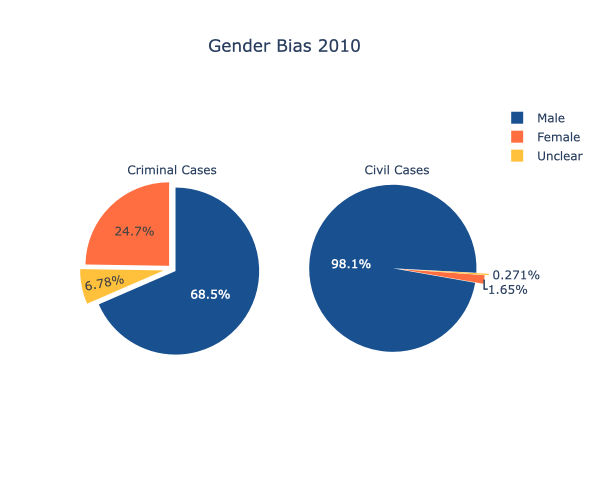 Gender Bias 2010
Male
Female
Unclear
Criminal Cases
Civil Cases
24.7%
6.78%
68.5%
98.1%
0.271%
1.65%